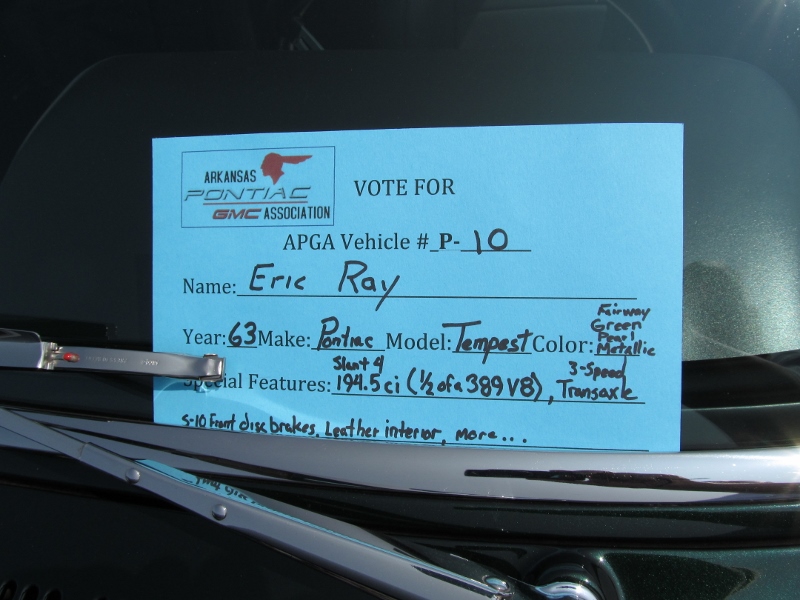 ARKANSAS
PONTIAC
GMC ASSOCIATION
VOTE FOR
APGA Vehicle # P- 10
Name: Eric Ray
Year: 63 Make: Pontiac Model: Tempest Color: Fairway Green Pearl Metallic
Slant 4
Special Features: 194.5 ci (1/2 of a 389 V8), 3-Speed Transaxle
S-10 Front disc brakes, Leather interior, more...